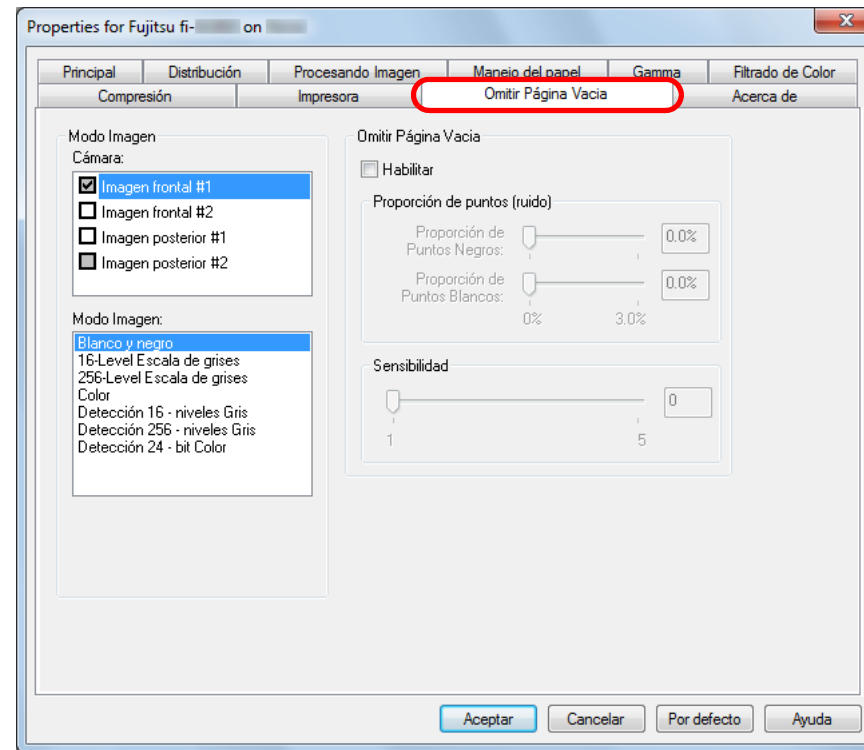 Properties for Fujitsu fi- on
Principal Distribución Procesando Imagen Manejo del papel Gamma Filtrado de Color
Compresión Impresora Omitir Página Vacia Acerca de
Modo Imagen
Cámara:
Imagen frontal #1
Imagen frontal #2
Imagen posterior #1
Imagen posterior #2
Modo Imagen:
Blanco y negro
16-Level Escala de grises
256-Level Escala de grises
Color
Detección 16 - niveles Gris
Detección 256 - niveles Gris
Detección 24 - bit Color
Omitir Página Vacia
Habilitar
Proporción de puntos (ruido)
Proporción de
Puntos Negros:
0.0%
Proporción de
Puntos Blancos:
0.0%
0% 3.0%
Sensibilidad
0
1 5
Aceptar Cancelar Por defecto Ayuda